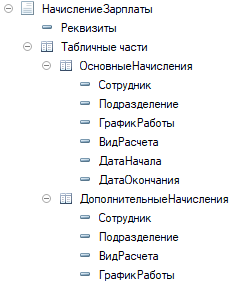 НачислениеЗарплаты
Реквизиты
Табличные части
ОсновныеНачисления
Сотрудник
Подразделение
ГрафикРаботы
ВидРасчета
ДатаНачала
ДатаОкончания
ДополнительныеНачисления
Сотрудник
Подразделение
ВидРасчета
ГрафикРаботы